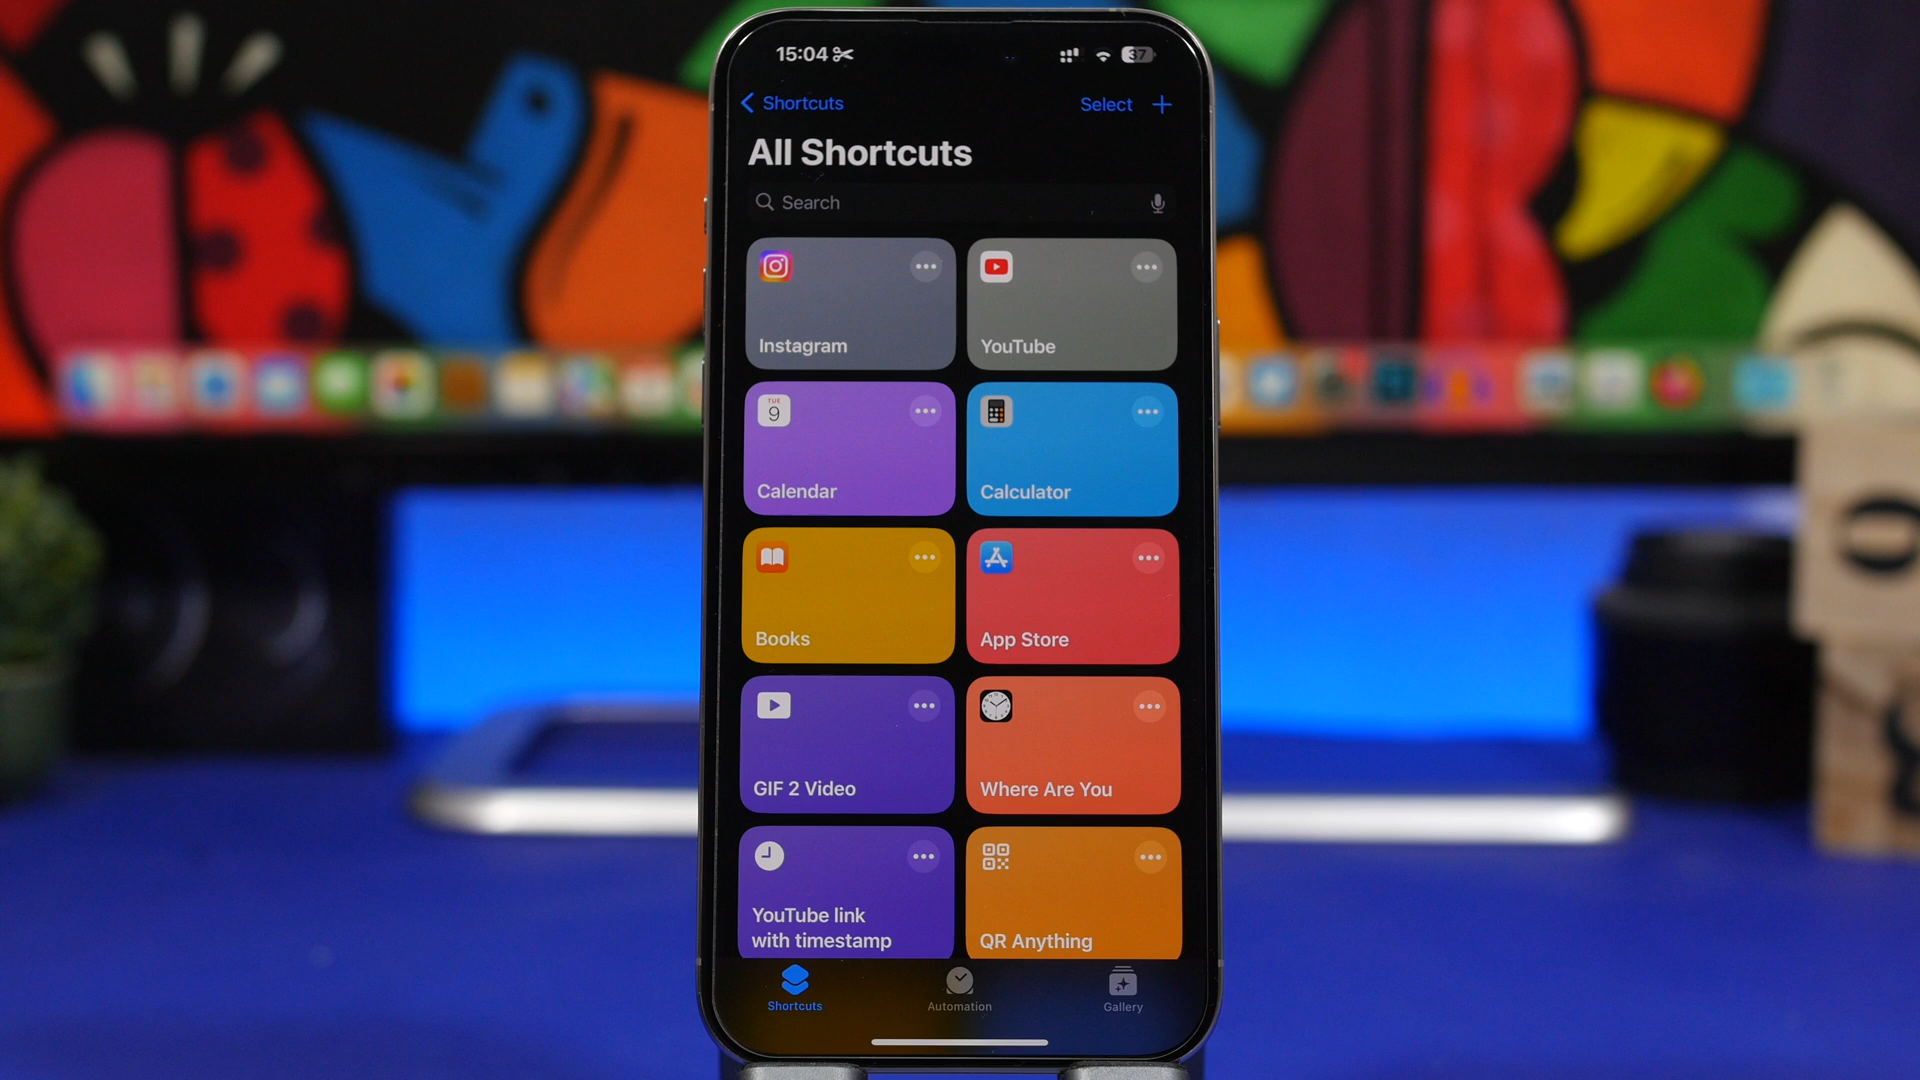 15:04
37
Shortcuts
Select
All Shortcuts
Search
Instagram
YouTube
TUE
9
Calendar
Calculator
Books
App Store
GIF 2 Video
Where Are You
YouTube link
with timestamp
QR Anything
Shortcuts
Automation
Gallery